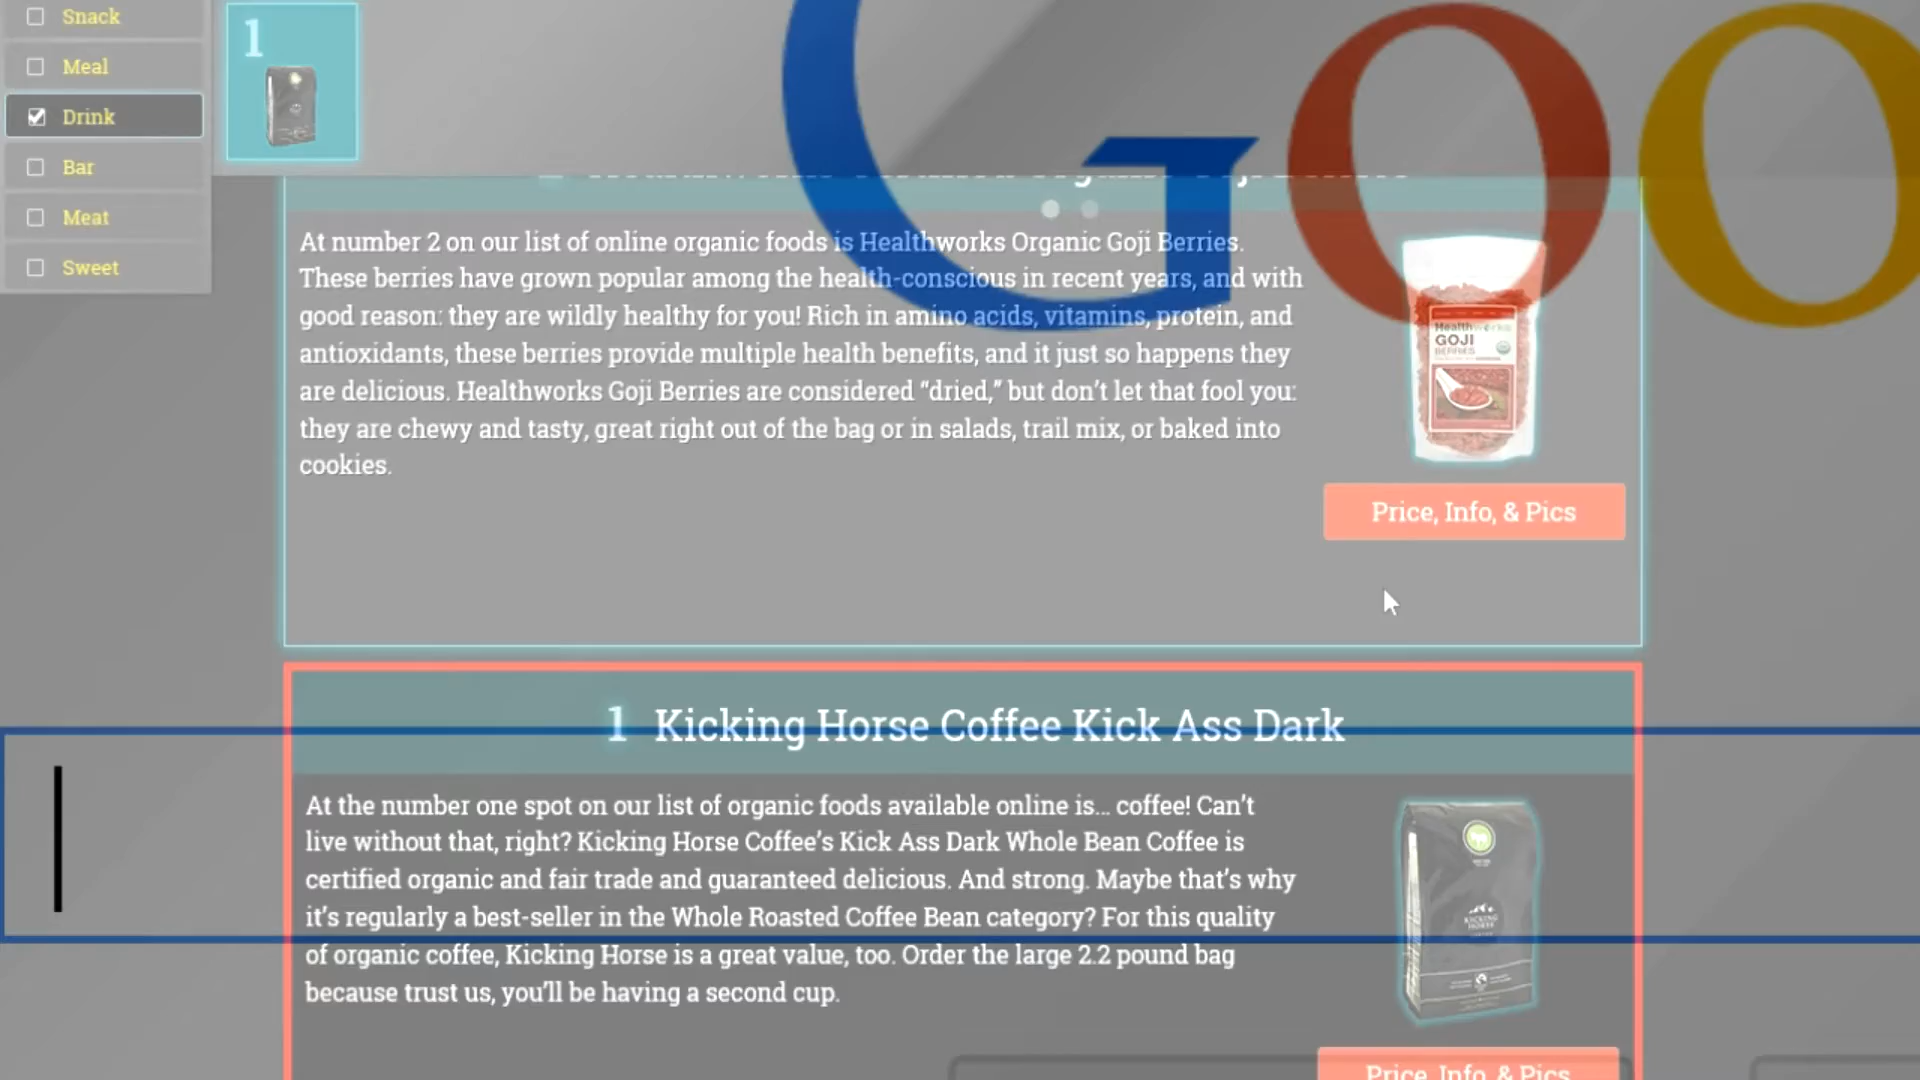 Snack
Meal
Drink
Bar
Meat
Sweet
1
Goo
At number 2 on our list of online organic foods is Healthworks Organic Goji Berries.
These berries have grown popular among the health-conscious in recent years, and with
good reason: they are wildly healthy for you! Rich in amino acids, vitamins, protein, and
antioxidants, these berries provide multiple health benefits, and it just so happens they
are delicious. Healthworks Goji Berries are considered “dried,” but don’t let that fool you:
they are chewy and tasty, great right out of the bag or in salads, trail mix, or baked into
cookies.
Healthworks
GOJI
BERRIES
Price, Info, & Pics
1 Kicking Horse Coffee Kick Ass Dark
At the number one spot on our list of organic foods available online is... coffee! Can’t
live without that, right? Kicking Horse Coffee’s Kick Ass Dark Whole Bean Coffee is
certified organic and fair trade and guaranteed delicious. And strong. Maybe that’s why
it’s regularly a best-seller in the Whole Roasted Coffee Bean category? For this quality
of organic coffee, Kicking Horse is a great value, too. Order the large 2.2 pound bag
because trust us, you’ll be having a second cup.
KICKING
HORSE
Price, Info, & Pics